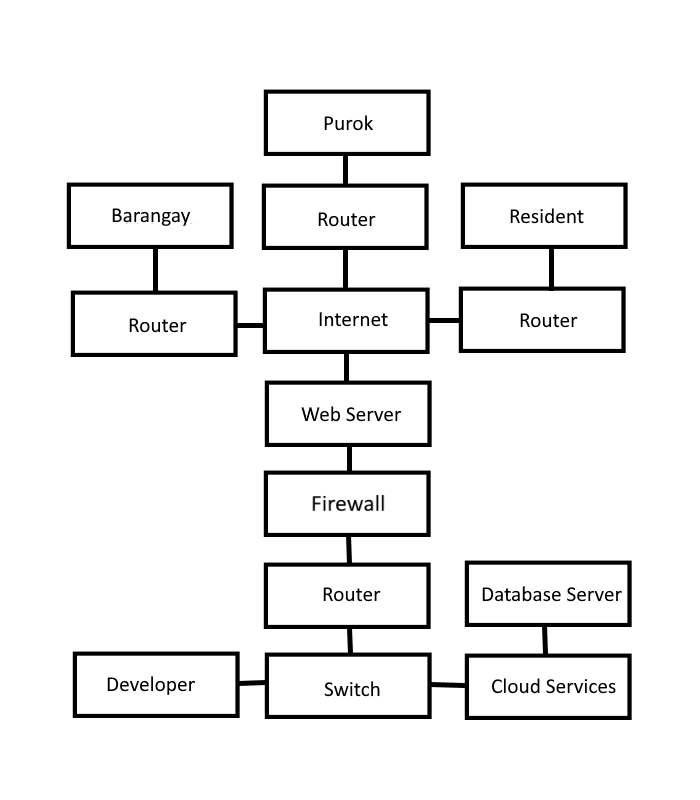 Purok
Barangay
Router
Resident
Router
Internet
Router
Web Server
Firewall
Router
Database Server
Developer
Switch
Cloud Services